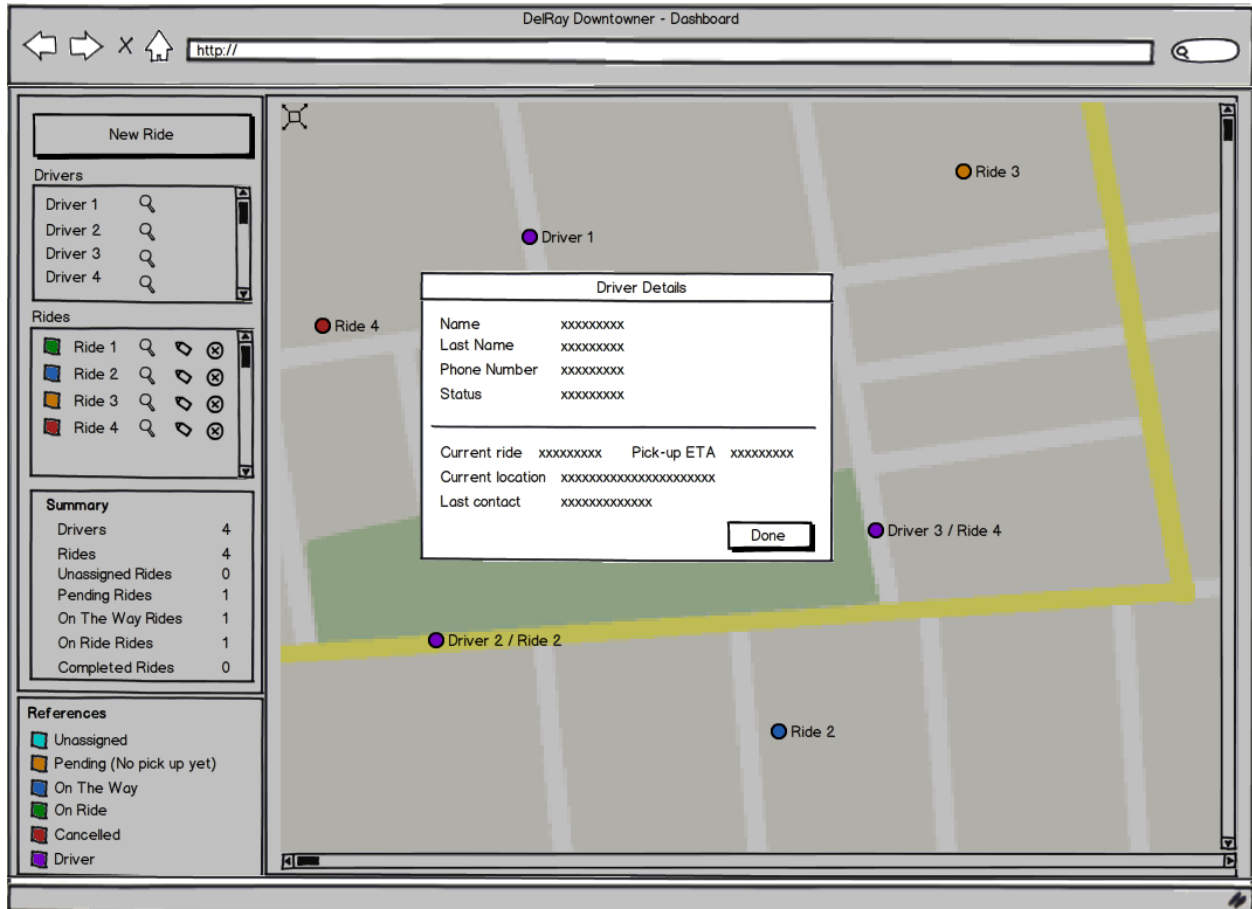 DelRay Downtowner - Dashboard
http://
New Ride
Drivers
Driver 1
Driver 2
Driver 3
Driver 4
Rides
Ride 1
Ride 2
Ride 3
Ride 4
Summary
Drivers 4
Rides 4
Unassigned Rides 0
Pending Rides 1
On The Way Rides 1
On Ride Rides 1
Completed Rides 0
References
Unassigned
Pending (No pick up yet)
On The Way
On Ride
Cancelled
Driver
Ride 3
Driver 1
Ride 4
Driver Details
Name xxxxxxxxx
Last Name xxxxxxxxx
Phone Number xxxxxxxxx
Status xxxxxxxxx
Current ride xxxxxxxxx Pick-up ETA xxxxxxxxx
Current location xxxxxxxxxxxxxxxxxxxxxx
Last contact xxxxxxxxxxxxx
Done
Driver 3 / Ride 4
Driver 2 / Ride 2
Ride 2